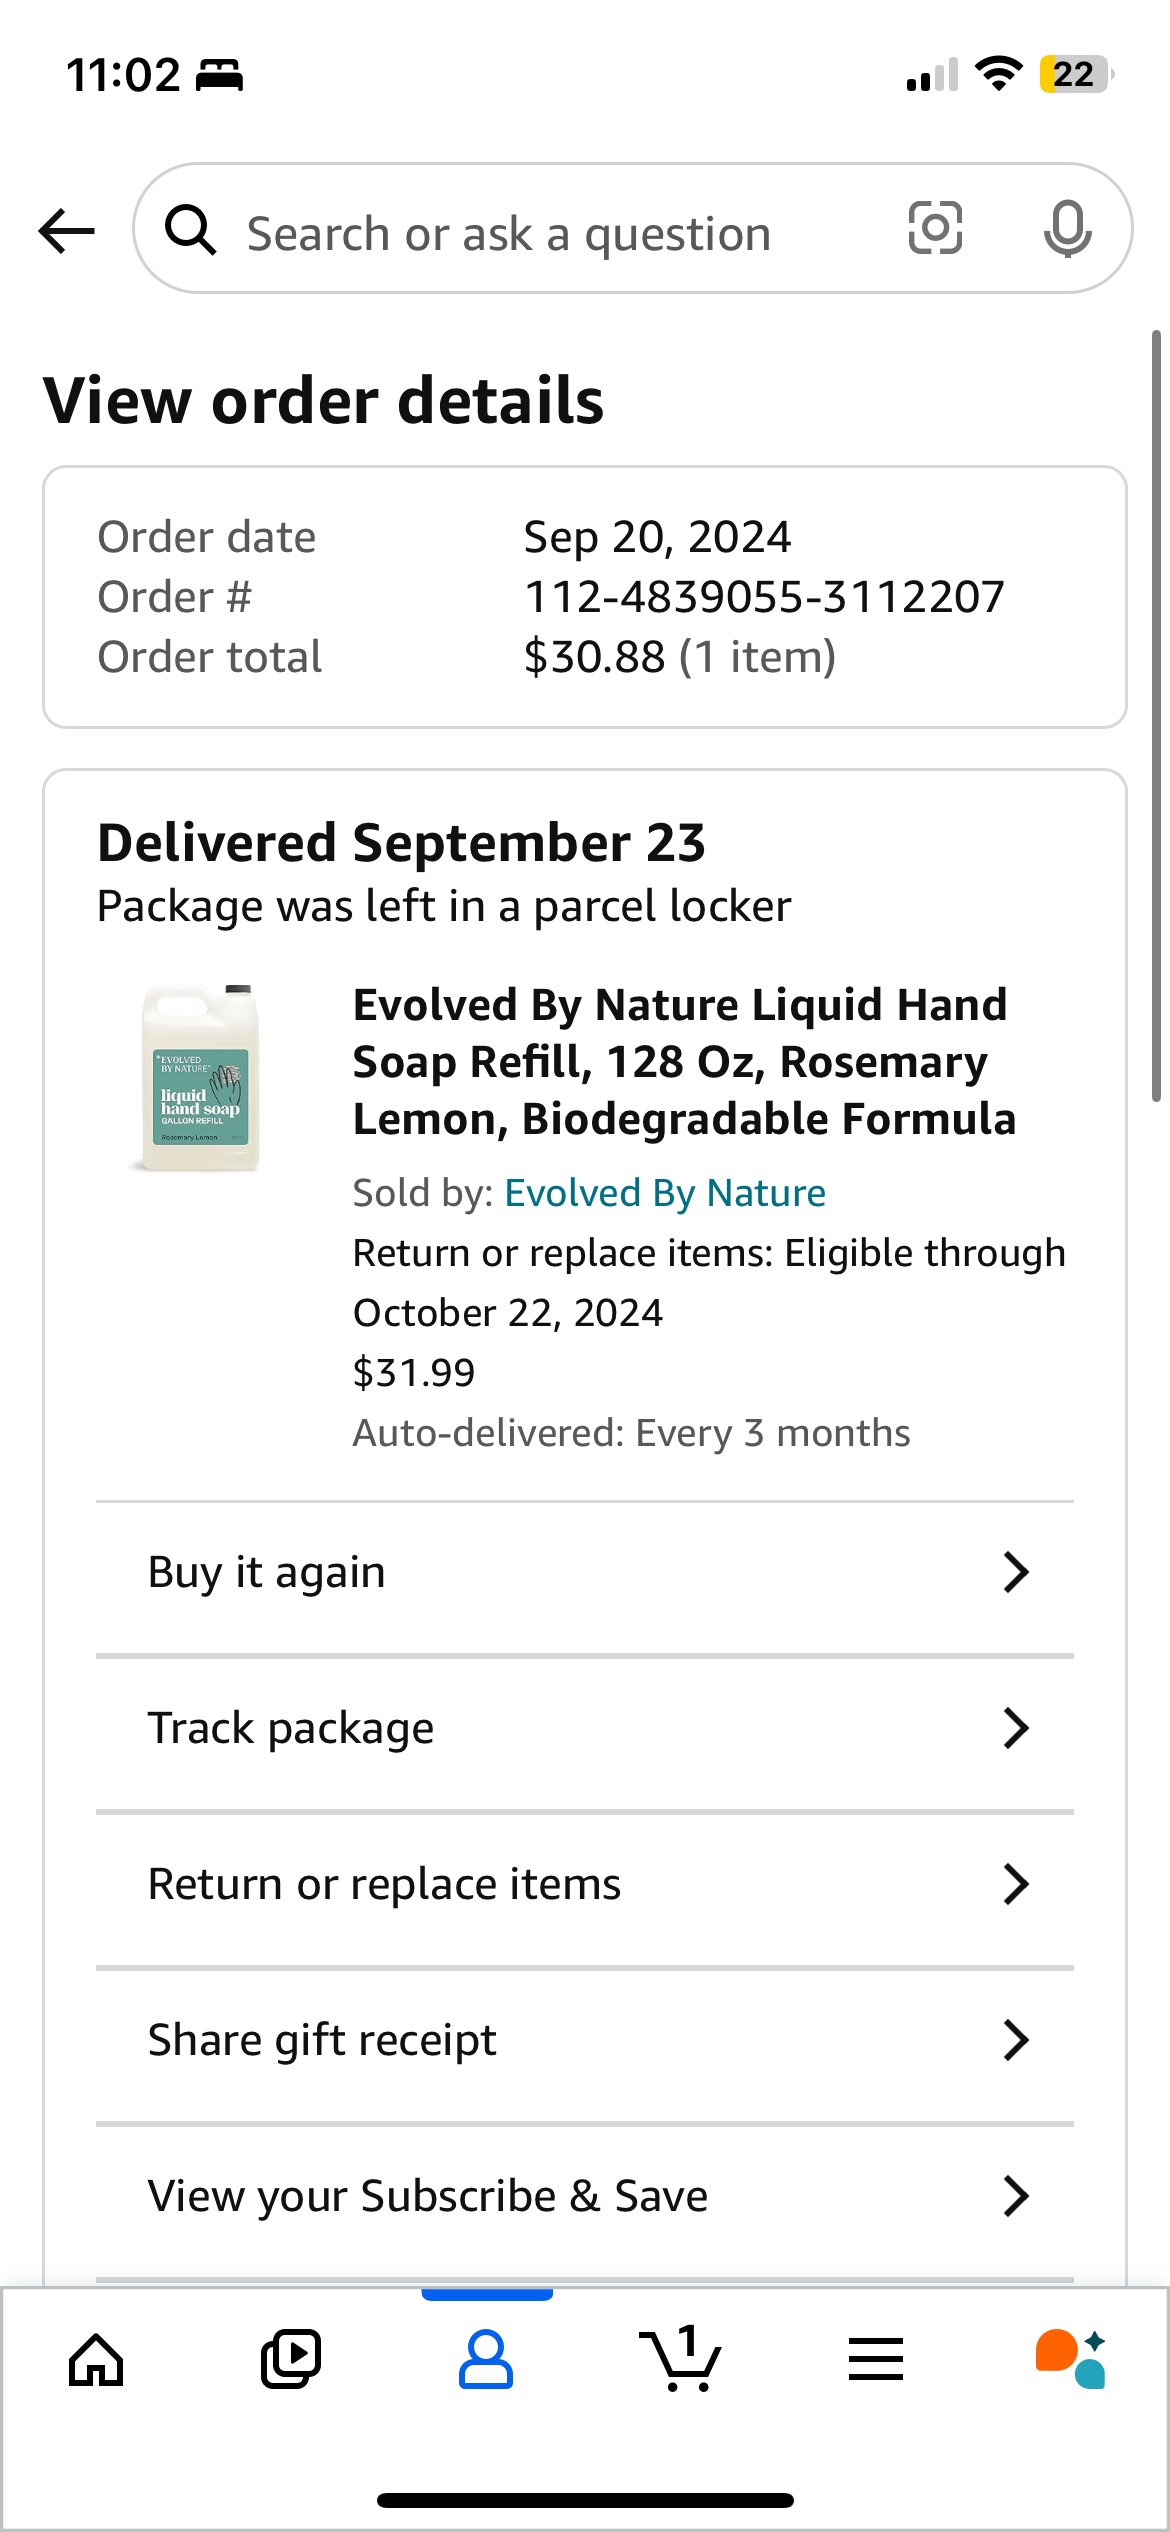 11:02
22
Search or ask a question
View order details
Order date Sep 20, 2024
Order # 112-4839055-3112207
Order total $30.88 (1 item)
Delivered September 23
Package was left in a parcel locker
*EVOLVED
BY NATURE™
liquid
hand soap
GALLON REFILL
Rosemary Lemon
Evolved By Nature Liquid Hand
Soap Refill, 128 Oz, Rosemary
Lemon, Biodegradable Formula
Sold by: Evolved By Nature
Return or replace items: Eligible through
October 22, 2024
$31.99
Auto-delivered: Every 3 months
Buy it again
Track package
Return or replace items
Share gift receipt
View your Subscribe & Save
1